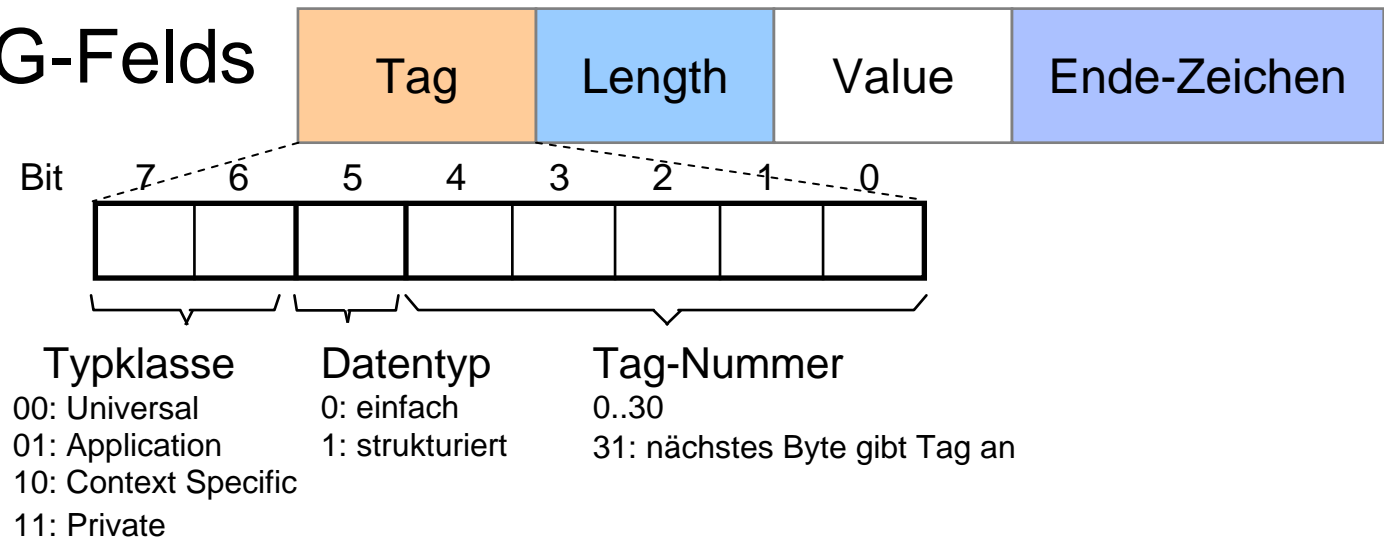 G-Felds
Tag Length Value Ende-Zeichen
Bit 7 6 5 4 3 2 1 0
Typklasse Datentyp Tag-Nummer
00: Universal 0: einfach 0..30
01: Application 1: strukturiert 31: nächstes Byte gibt Tag an
10: Context Specific
11: Private